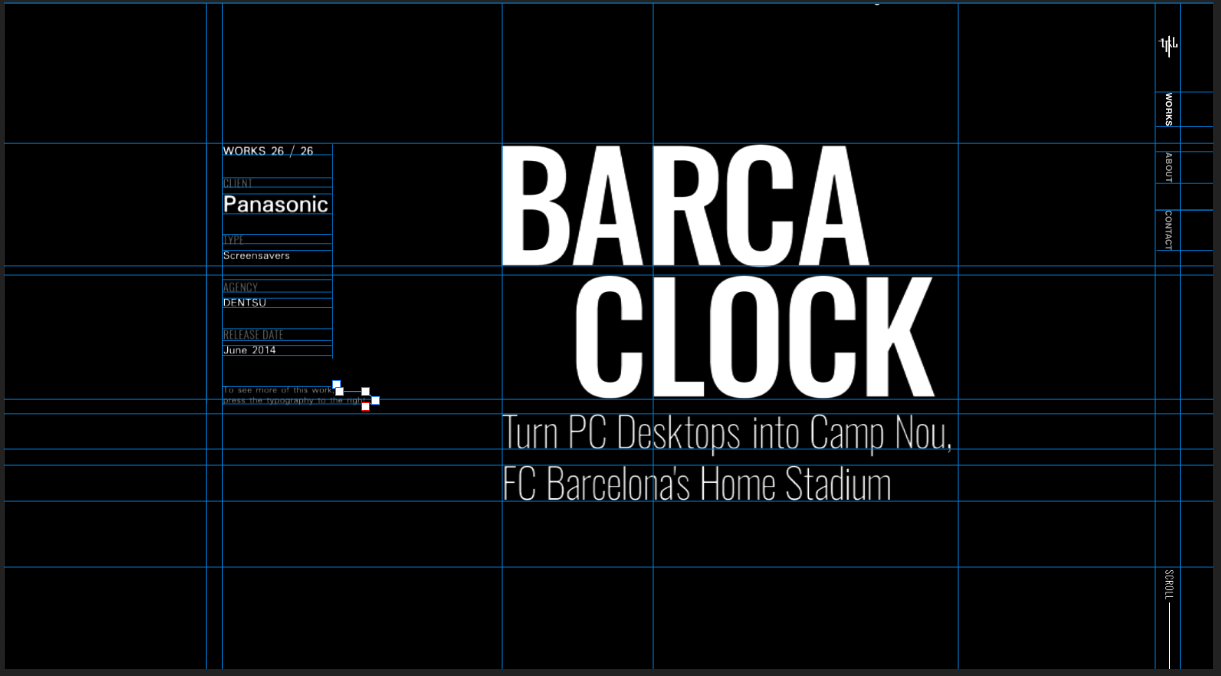 WORKS 26 / 26
CLIENT
Panasonic
TYPE
Screensavers
AGENCY
DENTSU
RELEASE DATE
June 2014
To see more of this work,
press the typography to the right.
BARCA
CLOCK
Turn PC Desktops into Camp Nou,
FC Barcelona's Home Stadium
WORKS
ABOUT
CONTACT
SCROLL